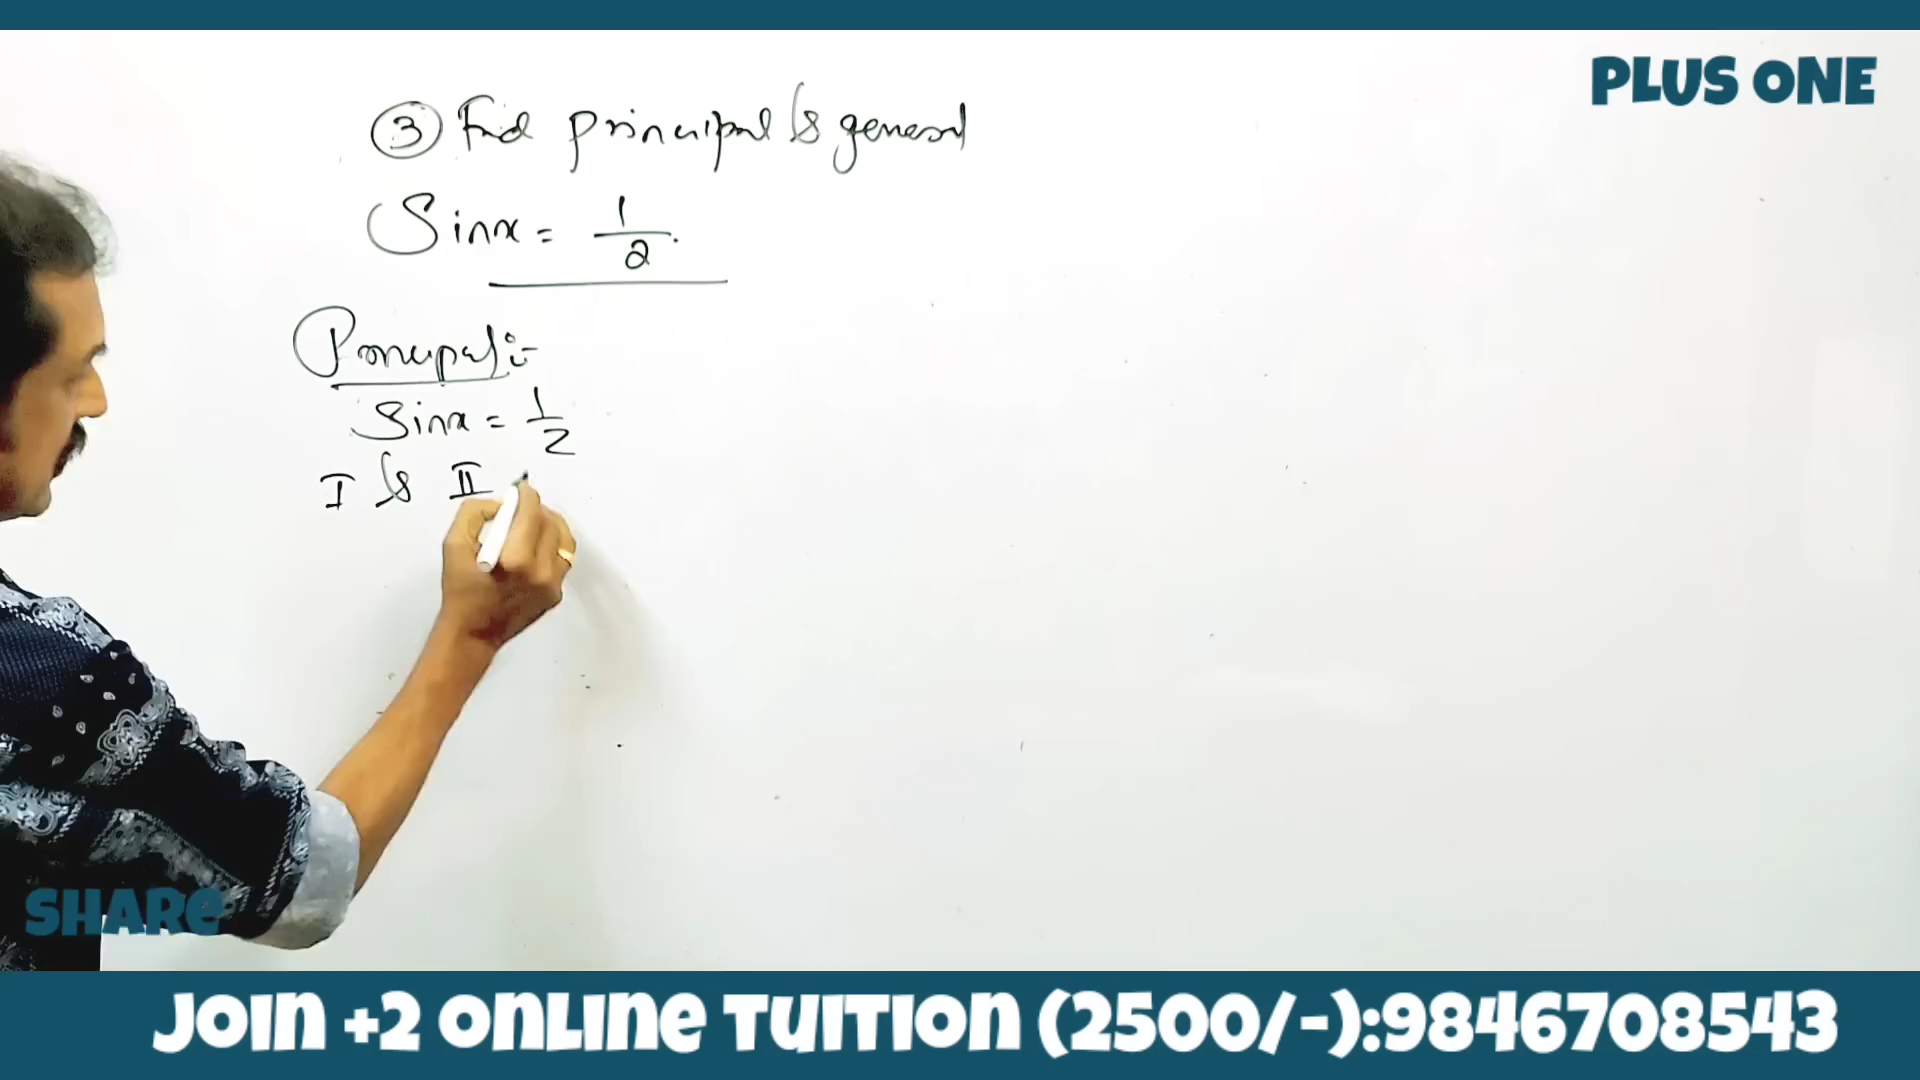 PLUS ONE
③ Find principal & general
Sinx = 1/2.
Principal :-
Sinx = 1/2
I & II
SHARe
JOIN +2 ONLINE TUITION (2500/-):9846708543